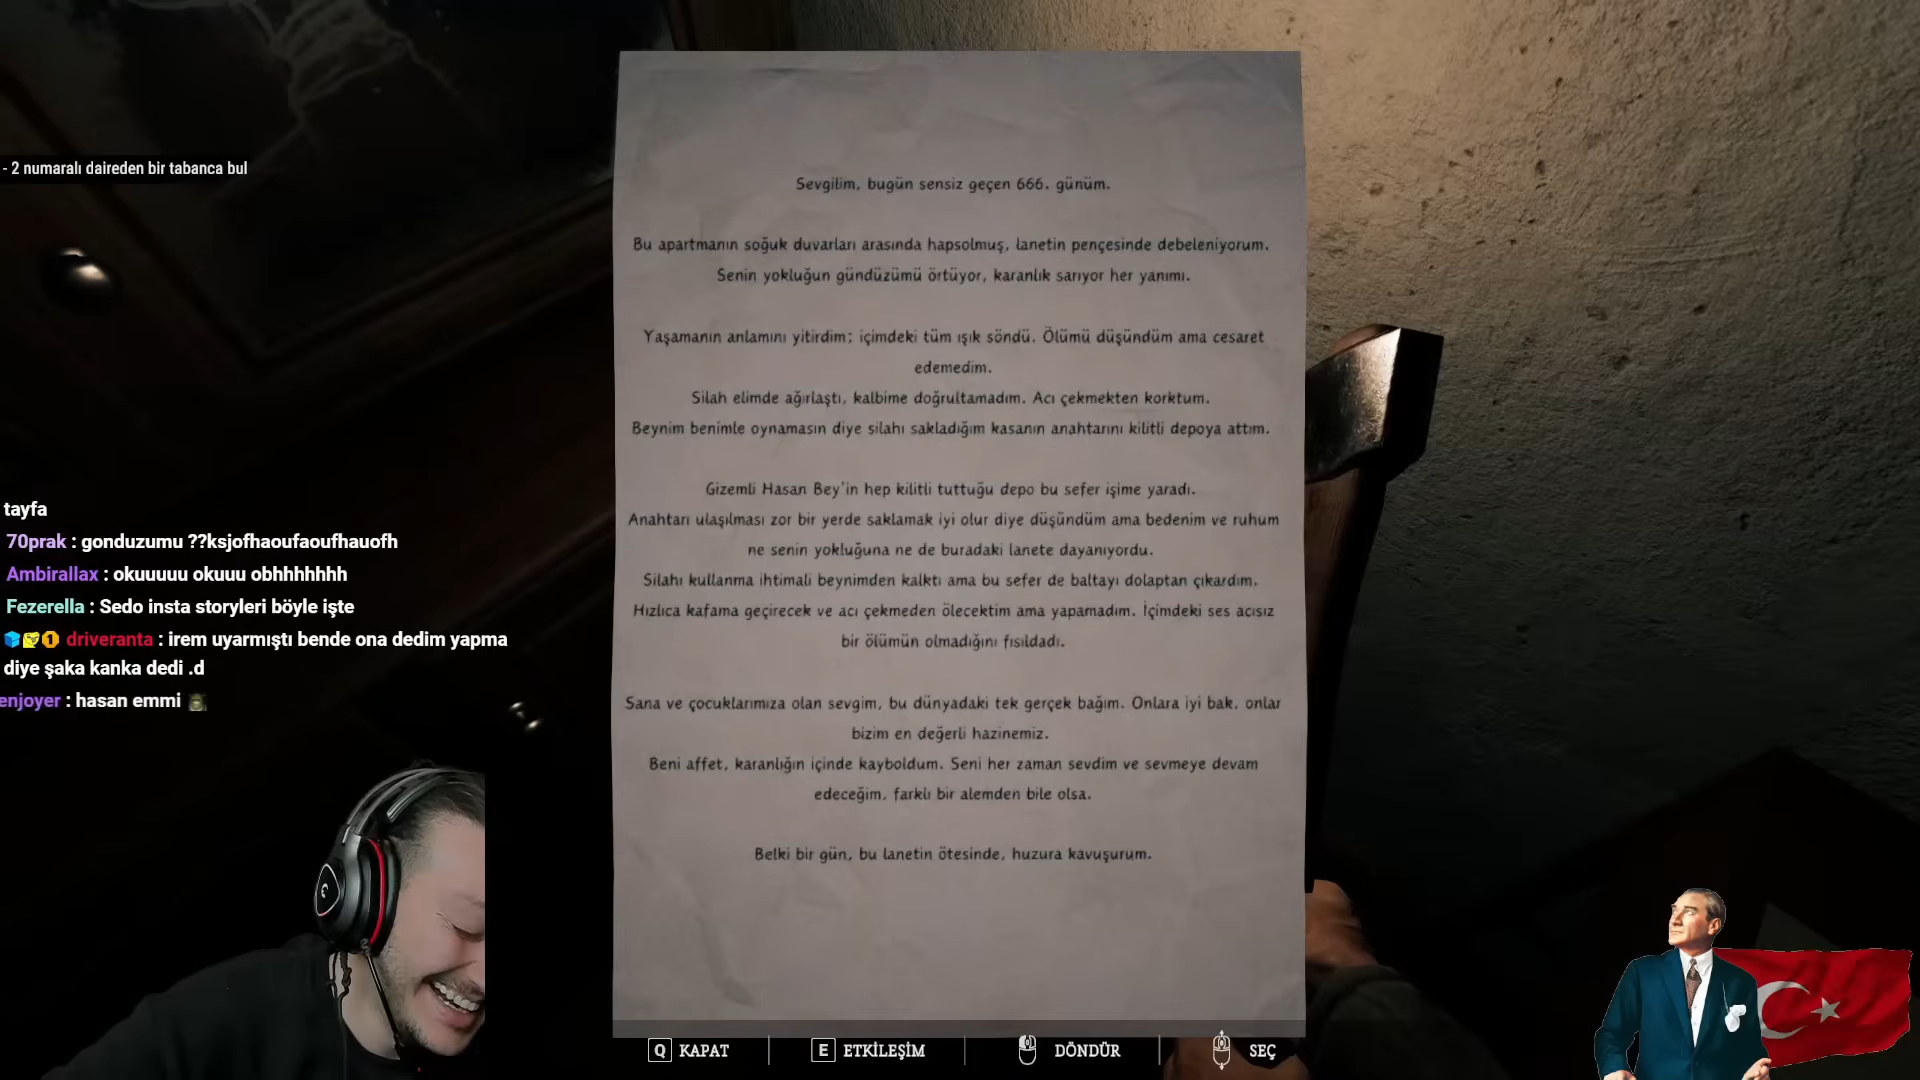 - 2 numaralı daireden bir tabanca bul
Sevgilim, bugün sensiz geçen 666. günüm.
Bu apartmanın soğuk duvarları arasında hapsolmuş, lanetin pençesinde debeleniyorum.
Senin yokluğun gündüzümü örtüyor, karanlık sarıyor her yanımı.
Yaşamanın anlamını yitirdim; içimdeki tüm ışık söndü. Ölümü düşündüm ama cesaret
edemedim.
Silah elimde ağırlaştı, kalbime doğrultamadım. Acı çekmekten korktum.
Beynim benimle oynamasın diye silahı sakladığım kasanın anahtarını kilitli depoya attım.
Gizemli Hasan Bey'in hep kilitli tuttuğu depo bu sefer işime yaradı.
Anahtarı ulaşılması zor bir yerde saklamak iyi olur diye düşündüm ama bedenim ve ruhum
ne senin yokluğuna ne de buradaki lanete dayanıyordu.
Silahı kullanma ihtimali beynimden kalktı ama bu sefer de baltayı dolaptan çıkardım.
Hızlıca kafama geçirecek ve acı çekmeden ölecektim ama yapamadım. İçimdeki ses acısız
bir ölümün olmadığını fısıldadı.
Sana ve çocuklarımıza olan sevgim, bu dünyadaki tek gerçek bağım. Onlara iyi bak, onlar
bizim en değerli hazinemiz.
Beni affet, karanlığın içinde kayboldum. Seni her zaman sevdim ve sevmeye devam
edeceğim, farklı bir alemden bile olsa.
Belki bir gün, bu lanetin ötesinde, huzura kavuşurum.
tayfa
70prak : gonduzumu ??ksjofhaoufaoufhauofh
Ambirallax : okuuuuu okuuu obhhhhhhh
Fezerella : Sedo insta storyleri böyle işte
1 driveranta : irem uyarmıştı bende ona dedim yapma
diye şaka kanka dedi .d
enjoyer : hasan emmi
Q KAPAT E ETKİLEŞİM DÖNDÜR SEÇ